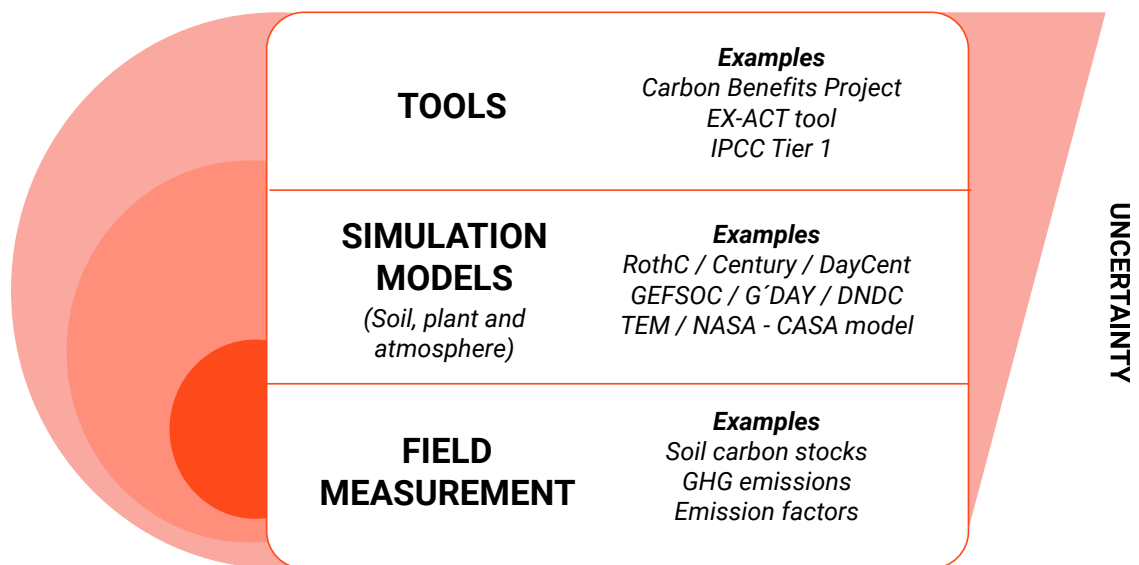 TOOLS
Examples
Carbon Benefits Project
EX-ACT tool
IPCC Tier 1
SIMULATION
MODELS
(Soil, plant and
atmosphere)
Examples
RothC / Century / DayCent
GEFSOC / G´DAY / DNDC
TEM / NASA - CASA model
FIELD
MEASUREMENT
Examples
Soil carbon stocks
GHG emissions
Emission factors
UNCERTAINTY